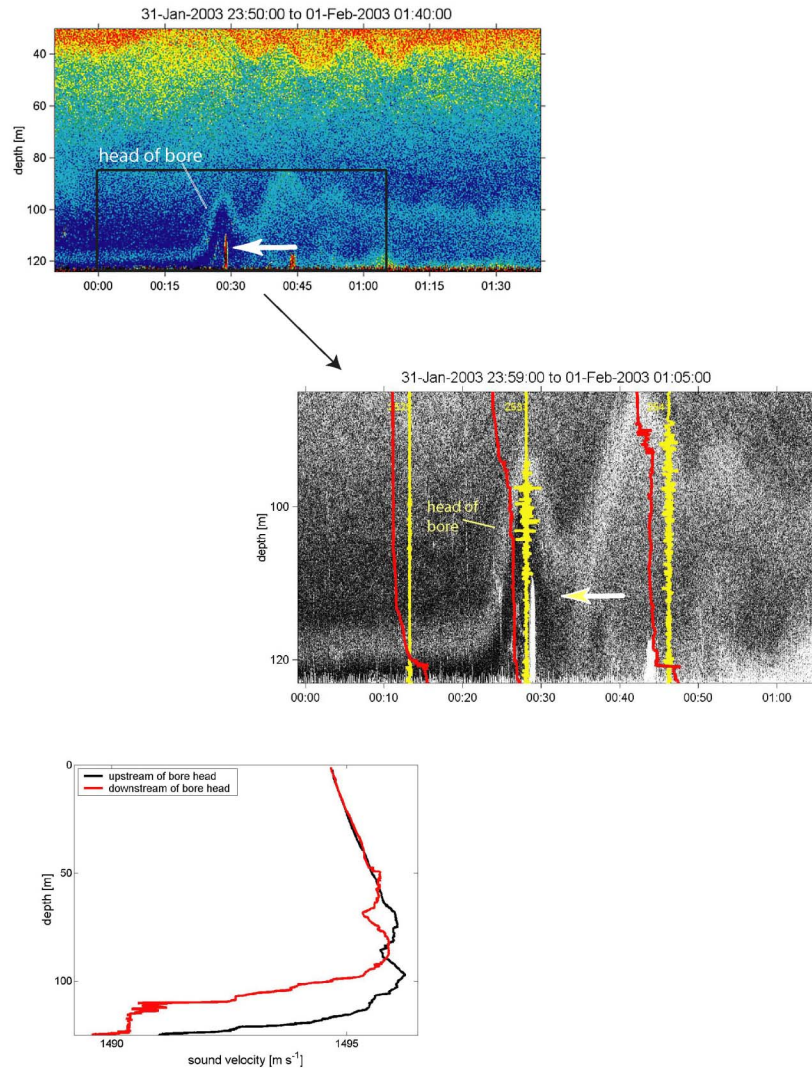 31-Jan-2003 23:50:00 to 01-Feb-2003 01:40:00
40
60
80
100
120
depth [m]
head of bore
00:00 00:15 00:30 00:45 01:00 01:15 01:30
31-Jan-2003 23:59:00 to 01-Feb-2003 01:05:00
253
100
120
depth [m]
head of
bore
00:00 00:10 00:20 00:30 00:40 00:50 01:00
0
50
100
depth [m]
upstream of bore head
downstream of bore head
1490 1495
sound velocity [m s-1]